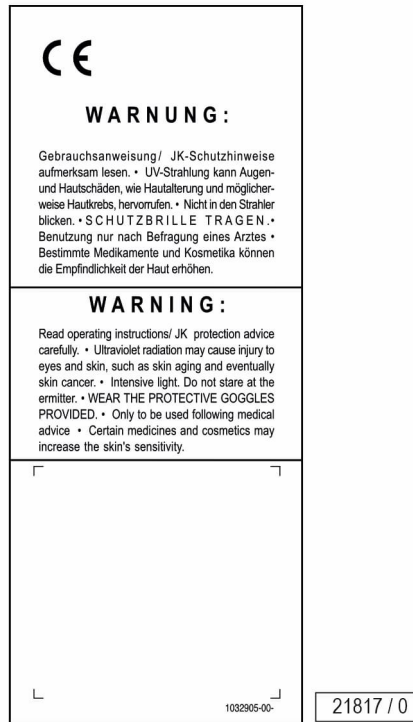 CE
WARNUNG:
Gebrauchsanweisung/ JK-Schutzhinweise
aufmerksam lesen. • UV-Strahlung kann Augen-
und Hautschäden, wie Hautalterung und möglicher-
weise Hautkrebs, hervorrufen. • Nicht in den Strahler
blicken. • SCHUTZBRILLE TRAGEN.•
Benutzung nur nach Befragung eines Arztes •
Bestimmte Medikamente und Kosmetika können
die Empfindlichkeit der Haut erhöhen.
WARNING:
Read operating instructions/ JK protection advice
carefully. • Ultraviolet radiation may cause injury to
eyes and skin, such as skin aging and eventually
skin cancer. • Intensive light. Do not stare at the
ermitter. • WEAR THE PROTECTIVE GOGGLES
PROVIDED. • Only to be used following medical
advice • Certain medicines and cosmetics may
increase the skin's sensitivity.
1032905-00-
21817 / 0